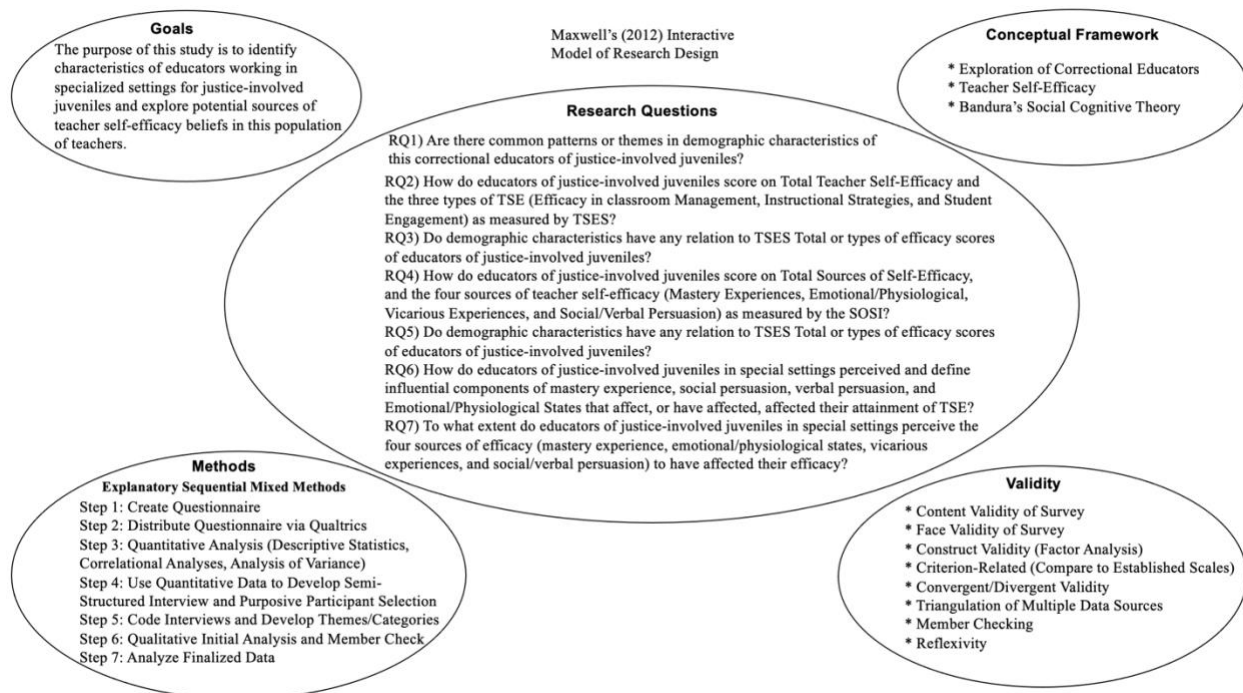 Goals
The purpose of this study is to identify
characteristics of educators working in
specialized settings for justice-involved
juveniles and explore potential sources of
teacher self-efficacy beliefs in this population
of teachers.
Maxwell's (2012) Interactive
Model of Research Design
Conceptual Framework
* Exploration of Correctional Educators
* Teacher Self-Efficacy
* Bandura's Social Cognitive Theory
Research Questions
RQ1) Are there common patterns or themes in demographic characteristics of
this correctional educators of justice-involved juveniles?
RQ2) How do educators of justice-involved juveniles score on Total Teacher Self-Efficacy and
the three types of TSE (Efficacy in classroom Management, Instructional Strategies, and Student
Engagement) as measured by TSES?
RQ3) Do demographic characteristics have any relation to TSES Total or types of efficacy scores
of educators of justice-involved juveniles?
RQ4) How do educators of justice-involved juveniles score on Total Sources of Self-Efficacy,
and the four sources of teacher self-efficacy (Mastery Experiences, Emotional/Physiological,
Vicarious Experiences, and Social/Verbal Persuasion) as measured by the SOSI?
RQ5) Do demographic characteristics have any relation to TSES Total or types of efficacy scores
of educators of justice-involved juveniles?
RQ6) How do educators of justice-involved juveniles in special settings perceived and define
influential components of mastery experience, social persuasion, verbal persuasion, and
Emotional/Physiological States that affect, or have affected, affected their attainment of TSE?
RQ7) To what extent do educators of justice-involved juveniles in special settings perceive the
four sources of efficacy (mastery experience, emotional/physiological states, vicarious
experiences, and social/verbal persuasion) to have affected their efficacy?
Methods
Explanatory Sequential Mixed Methods
Step 1: Create Questionnaire
Step 2: Distribute Questionnaire via Qualtrics
Step 3: Quantitative Analysis (Descriptive Statistics,
Correlational Analyses, Analysis of Variance)
Step 4: Use Quantitative Data to Develop Semi-
Structured Interview and Purposive Participant Selection
Step 5: Code Interviews and Develop Themes/Categories
Step 6: Qualitative Initial Analysis and Member Check
Step 7: Analyze Finalized Data
Validity
* Content Validity of Survey
* Face Validity of Survey
* Construct Validity (Factor Analysis)
* Criterion-Related (Compare to Established Scales)
* Convergent/Divergent Validity
* Triangulation of Multiple Data Sources
* Member Checking
* Reflexivity